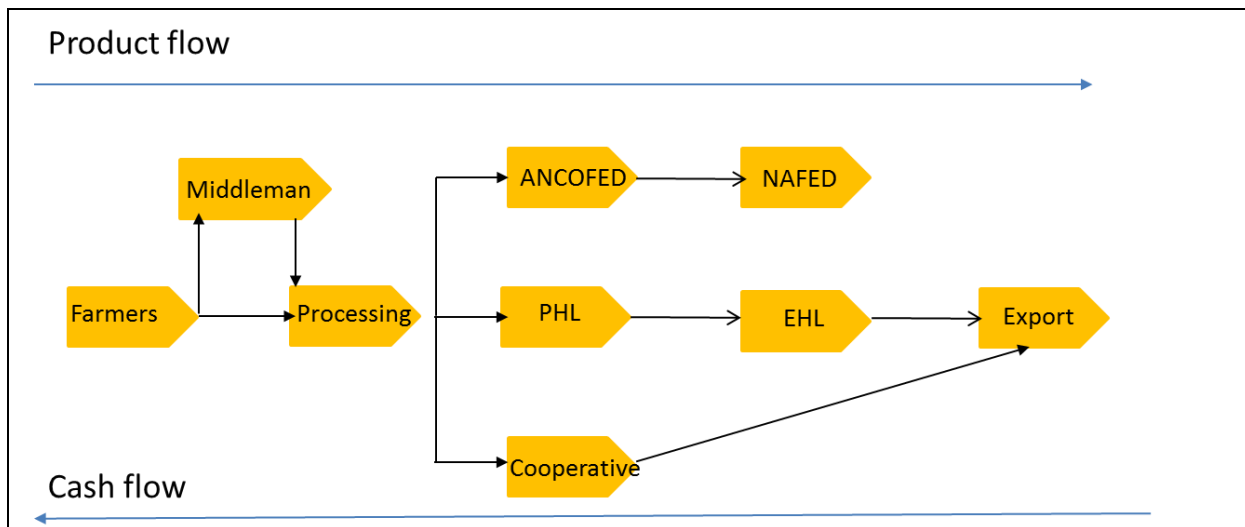 Product flow
Middleman
ANCOFED
NAFED
Farmers
Processing
PHL
EHL
Export
Cooperative
Cash flow